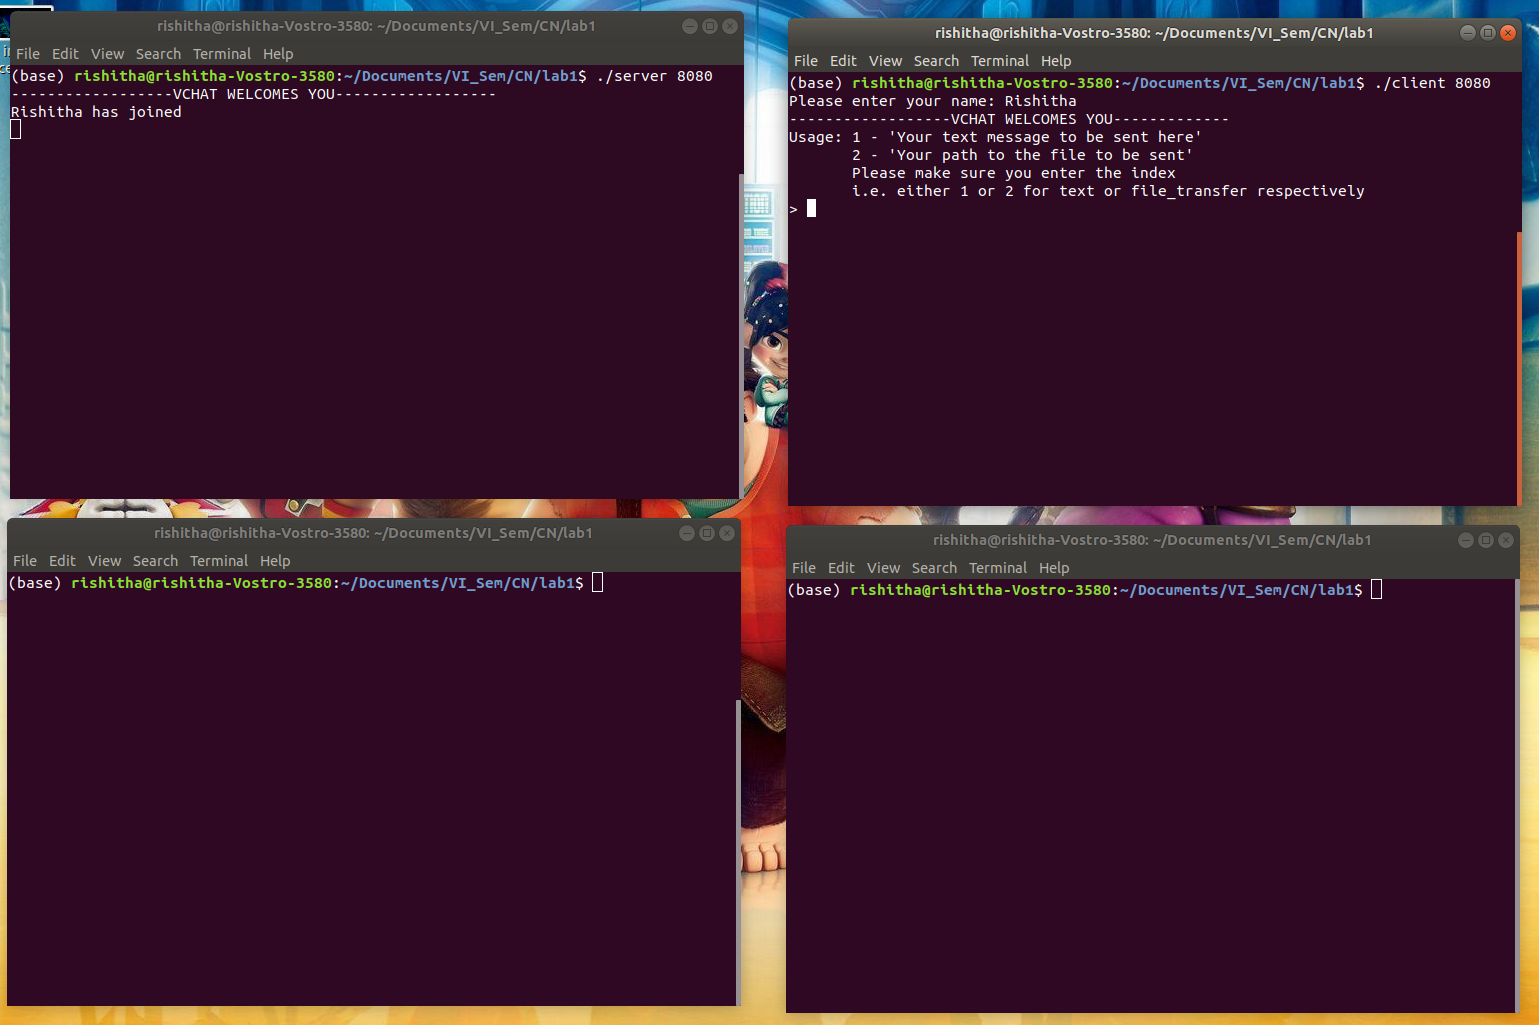 rishitha@rishitha-Vostro-3580: ~/Documents/VI_Sem/CN/lab1
File Edit View Search Terminal Help
(base) rishitha@rishitha-Vostro-3580:~/Documents/VI_Sem/CN/lab1$ ./server 8080
------------------VCHAT WELCOMES YOU------------------
Rishitha has joined
rishitha@rishitha-Vostro-3580: ~/Documents/VI_Sem/CN/lab1
File Edit View Search Terminal Help
(base) rishitha@rishitha-Vostro-3580:~/Documents/VI_Sem/CN/lab1$ ./client 8080
Please enter your name: Rishitha
------------------VCHAT WELCOMES YOU-------------
Usage: 1 - 'Your text message to be sent here'
2 - 'Your path to the file to be sent'
Please make sure you enter the index
i.e. either 1 or 2 for text or file_transfer respectively
>
rishitha@rishitha-Vostro-3580: ~/Documents/VI_Sem/CN/lab1
File Edit View Search Terminal Help
(base) rishitha@rishitha-Vostro-3580:~/Documents/VI_Sem/CN/lab1$
rishitha@rishitha-Vostro-3580: ~/Documents/VI_Sem/CN/lab1
File Edit View Search Terminal Help
(base) rishitha@rishitha-Vostro-3580:~/Documents/VI_Sem/CN/lab1$